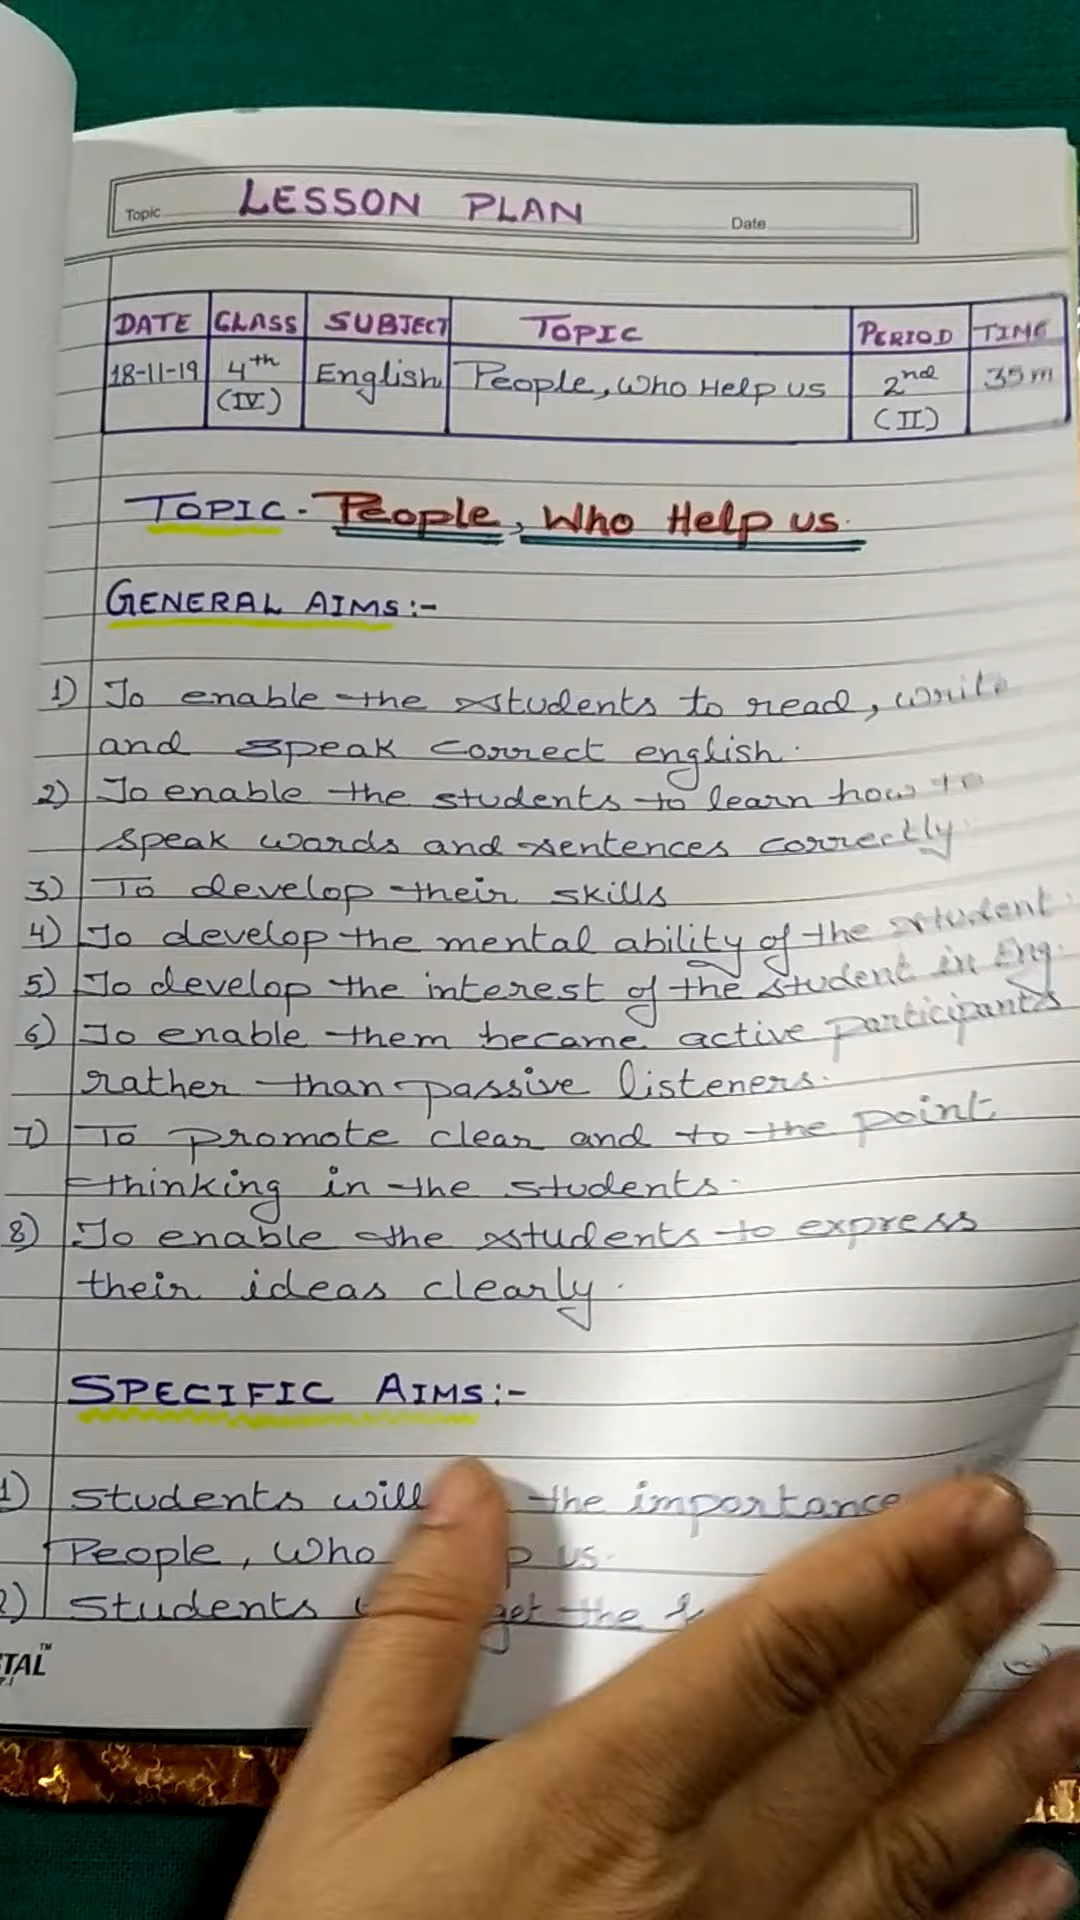 Topic LESSON PLAN Date
DATE CLASS SUBJECT TOPIC PERIOD TIME
18-11-19 4th (IV) English People, Who Help us 2nd (II) 35m
TOPIC - People, Who Help us.
GENERAL AIMS:-
1) To enable the students to read, write
and speak correct english.
2) To enable the students to learn how to
speak words and sentences correctly.
3) To develop their skills
4) To develop the mental ability of the student.
5) To develop the interest of the student in Eng.
6) To enable them became active participants
rather than passive listeners.
7) To promote clear and to the point
thinking in the students.
8) To enable the students to express
their ideas clearly.
SPECIFIC AIMS:-
1) Students will the importance
People, Who us.
2) Students get the